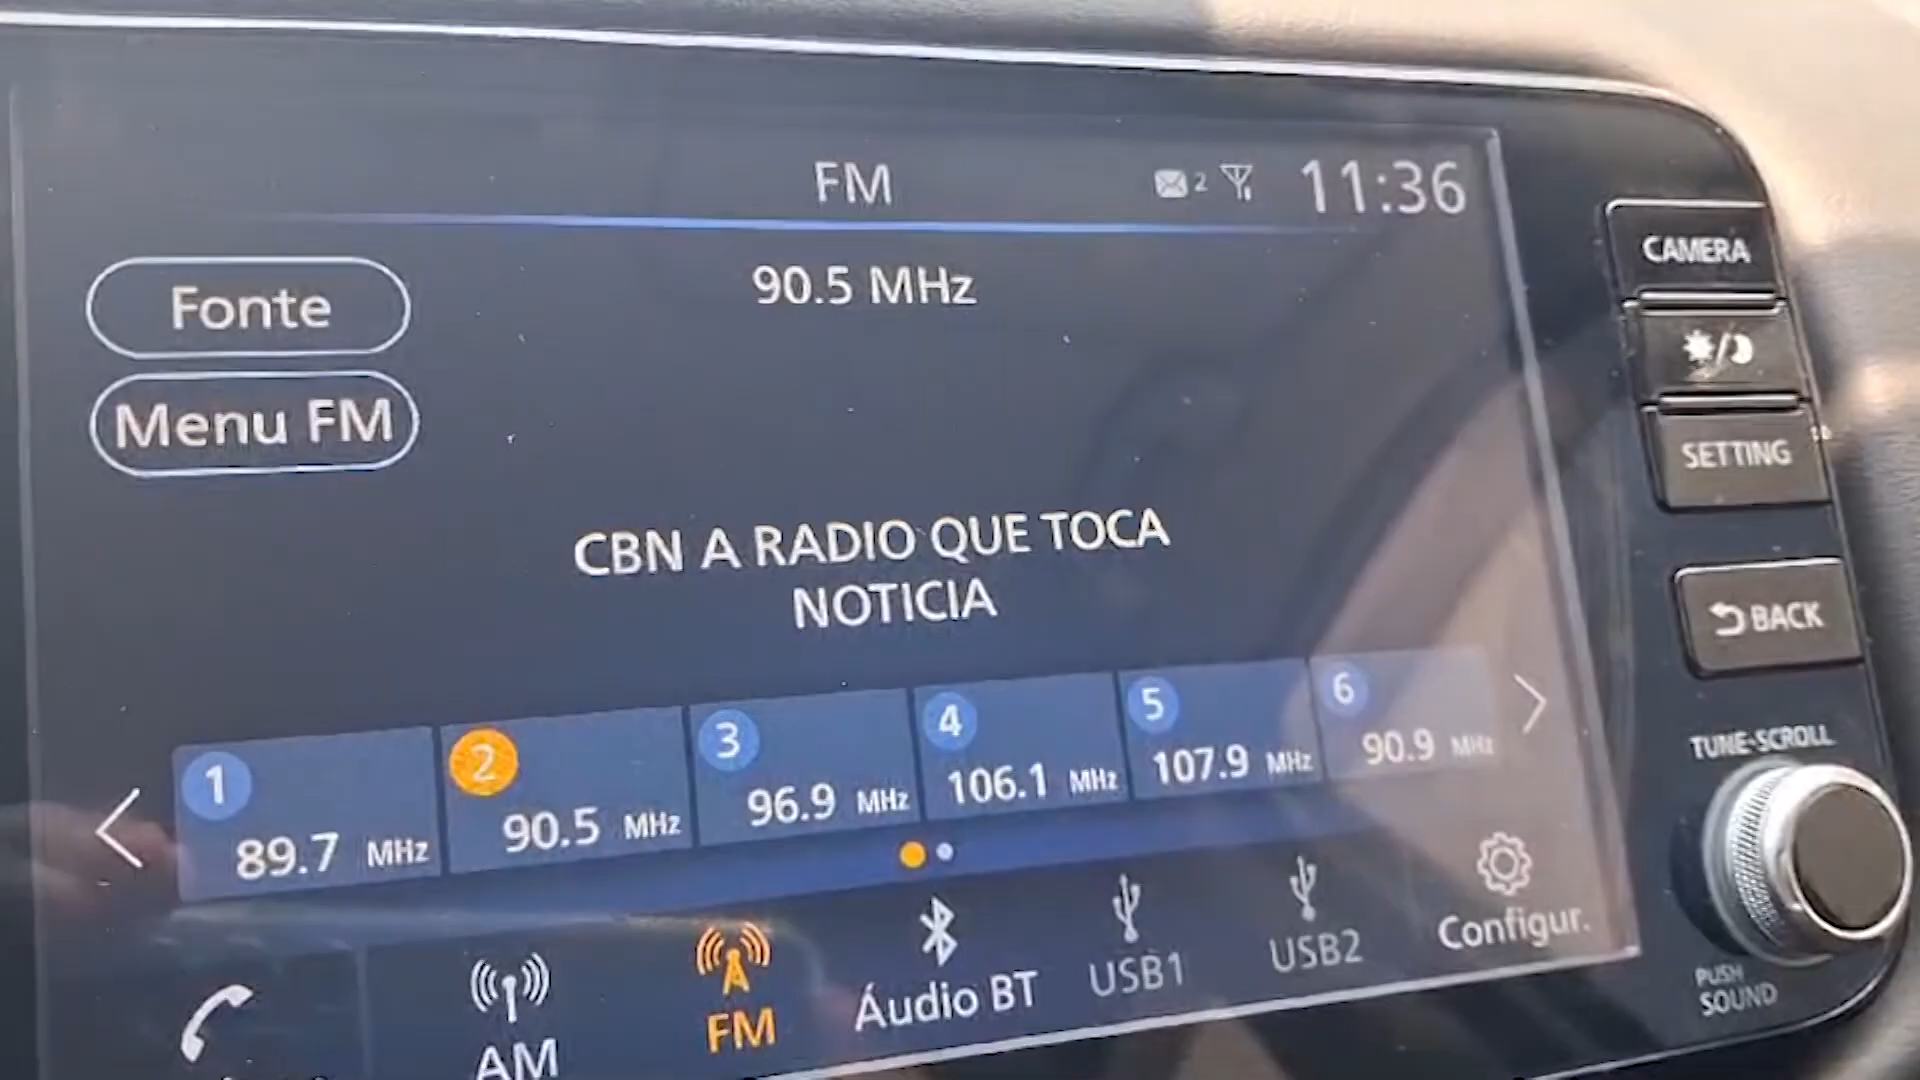 FM
2
11:36
90.5 MHz
Fonte
Menu FM
CBN A RADIO QUE TOCA
NOTICIA
1
89.7 MHz
2
90.5 MHz
3
96.9 MHz
4
106.1 MHz
5
107.9 MHz
6
90.9 MHz
AM
FM
Áudio BT
USB1
USB2
Configur.
CAMERA
SETTING
BACK
TUNE·SCROLL
PUSH
SOUND